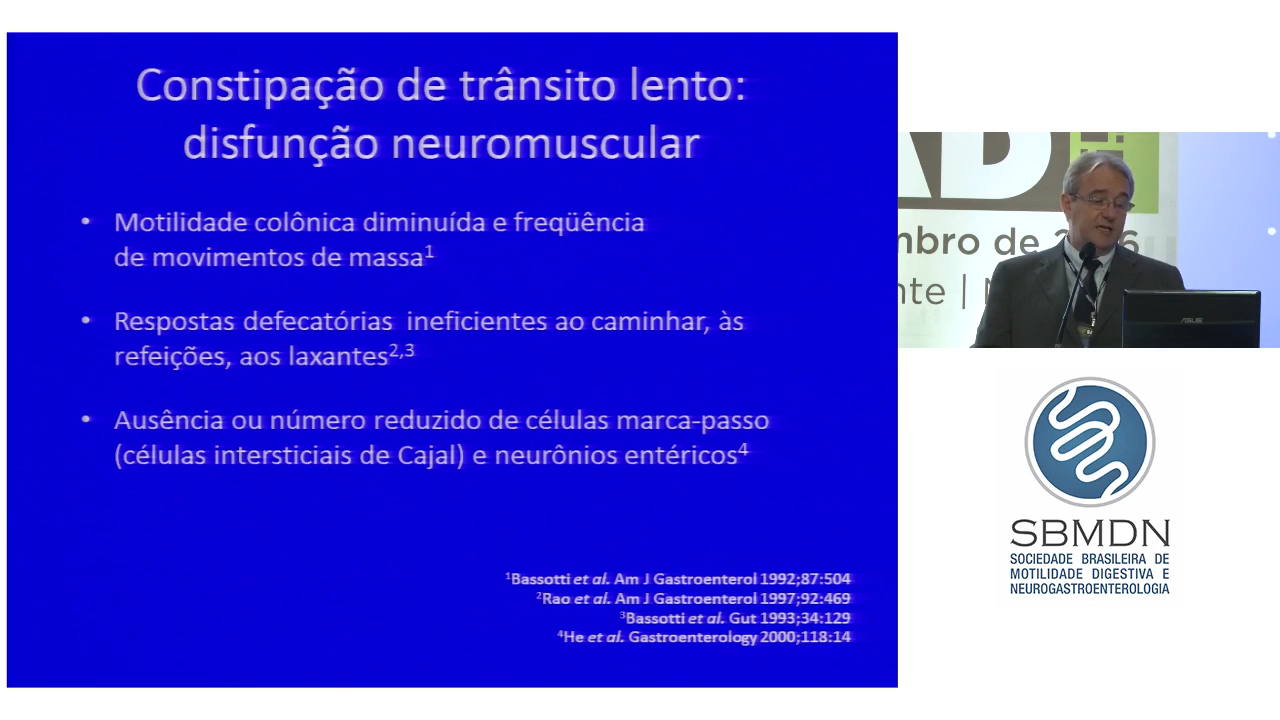 Constipação de trânsito lento:
disfunção neuromuscular
• Motilidade colônica diminuída e freqüência
de movimentos de massa¹
• Respostas defecatórias ineficientes ao caminhar, às
refeições, aos laxantes²,³
• Ausência ou número reduzido de células marca-passo
(células intersticiais de Cajal) e neurônios entéricos⁴
¹Bassotti et al. Am J Gastroenterol 1992;87:504
²Rao et al. Am J Gastroenterol 1997;92:469
³Bassotti et al. Gut 1993;34:129
⁴He et al. Gastroenterology 2000;118:14
AD
mbro de 2 6
nte |
ASUS
SBMDN
SOCIEDADE BRASILEIRA DE
MOTILIDADE DIGESTIVA E
NEUROGASTROENTEROLOGIA